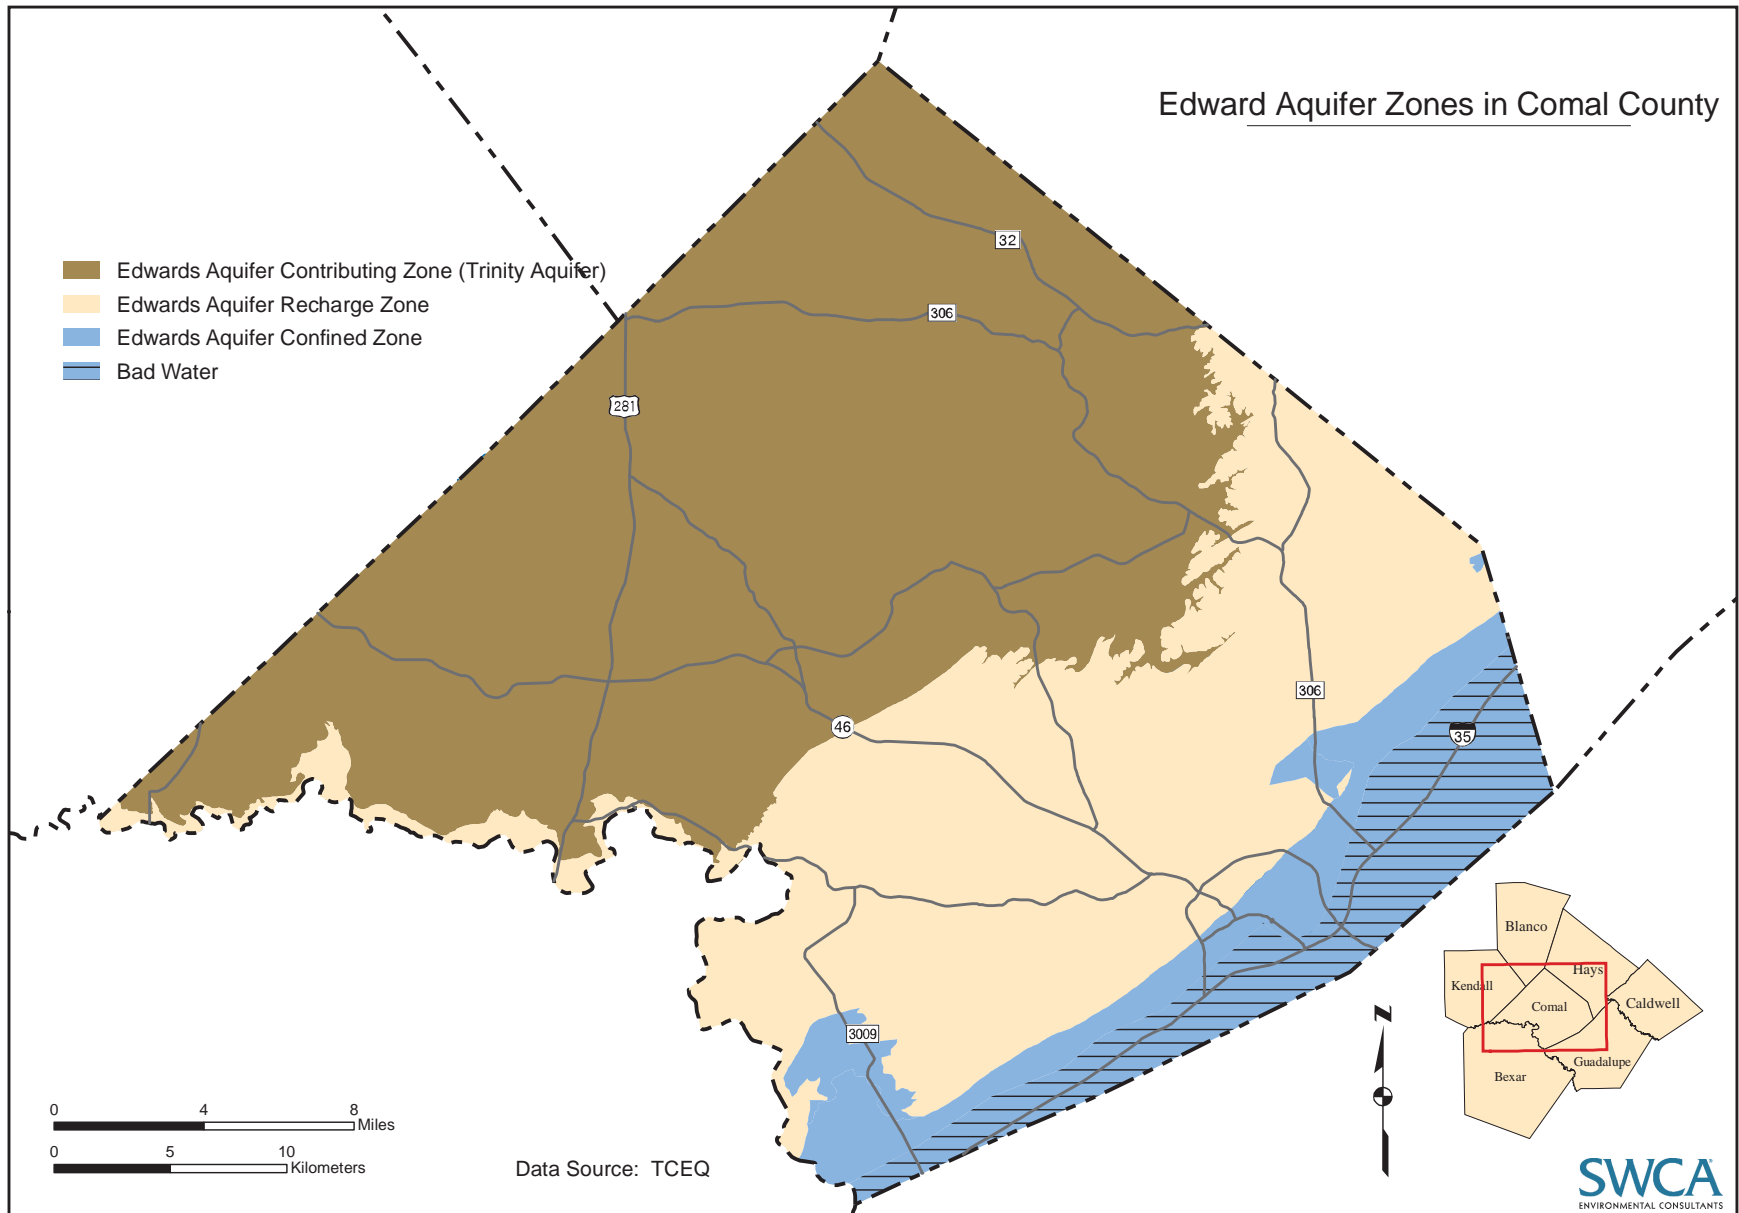 Edward Aquifer Zones in Comal County
32
Edwards Aquifer Contributing Zone (Trinity Aquifer)
Edwards Aquifer Recharge Zone
306
Edwards Aquifer Confined Zone
Bad Water
281
306
46
35
Blanco
Hays
Kendall
Caldwell
Comal
3009
Guadalupe
Bexar
N
0 4 8
Miles
0 5 10
Kilometers
Data Source: TCEQ
SWCA
ENVIRONMENTAL CONSULTANTS